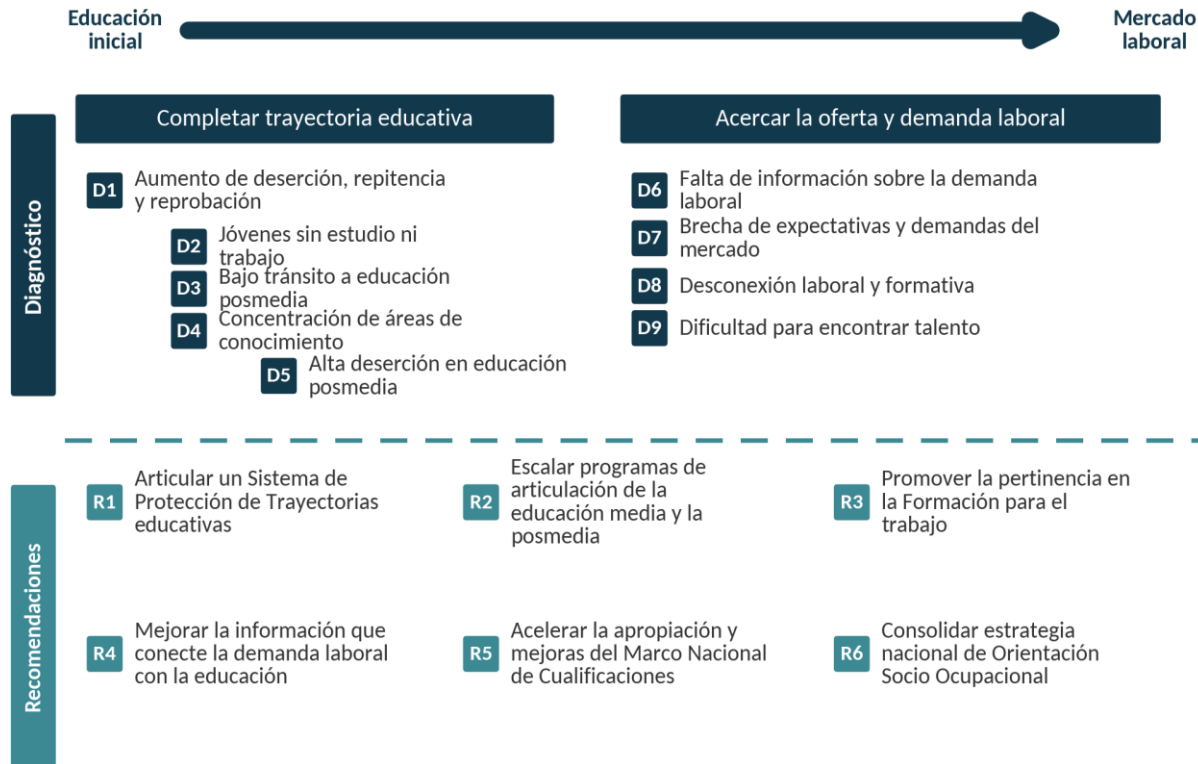 Educación
inicial
Mercado
laboral
Diagnóstico
Completar trayectoria educativa
D1 Aumento de deserción, repitencia
y reprobación
D2 Jóvenes sin estudio ni
trabajo
D3 Bajo tránsito a educación
posmedia
D4 Concentración de áreas de
conocimiento
D5 Alta deserción en educación
posmedia
Acercar la oferta y demanda laboral
D6 Falta de información sobre la demanda
laboral
D7 Brecha de expectativas y demandas del
mercado
D8 Desconexión laboral y formativa
D9 Dificultad para encontrar talento
Recomendaciones
R1 Articular un Sistema de
Protección de Trayectorias
educativas
R2 Escalar programas de
articulación de la
educación media y la
posmedia
R3 Promover la pertinencia en
la Formación para el
trabajo
R4 Mejorar la información que
conecte la demanda laboral
con la educación
R5 Acelerar la apropiación y
mejoras del Marco Nacional
de Cualificaciones
R6 Consolidar estrategia
nacional de Orientación
Socio Ocupacional